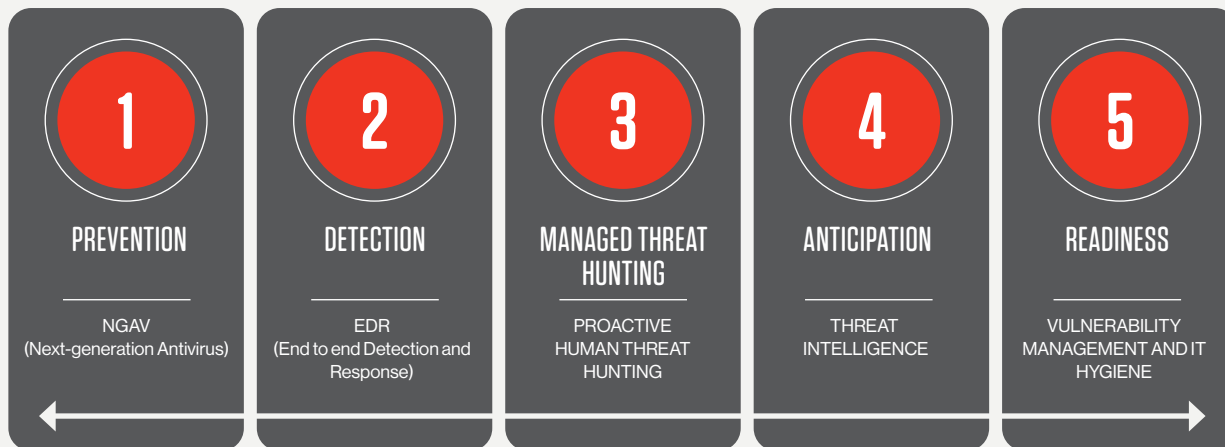 1
PREVENTION
NGAV
(Next-generation Antivirus)
2
DETECTION
EDR
(End to end Detection and
Response)
3
MANAGED THREAT
HUNTING
PROACTIVE
HUMAN THREAT
HUNTING
4
ANTICIPATION
THREAT
INTELLIGENCE
5
READINESS
VULNERABILITY
MANAGEMENT AND IT
HYGIENE